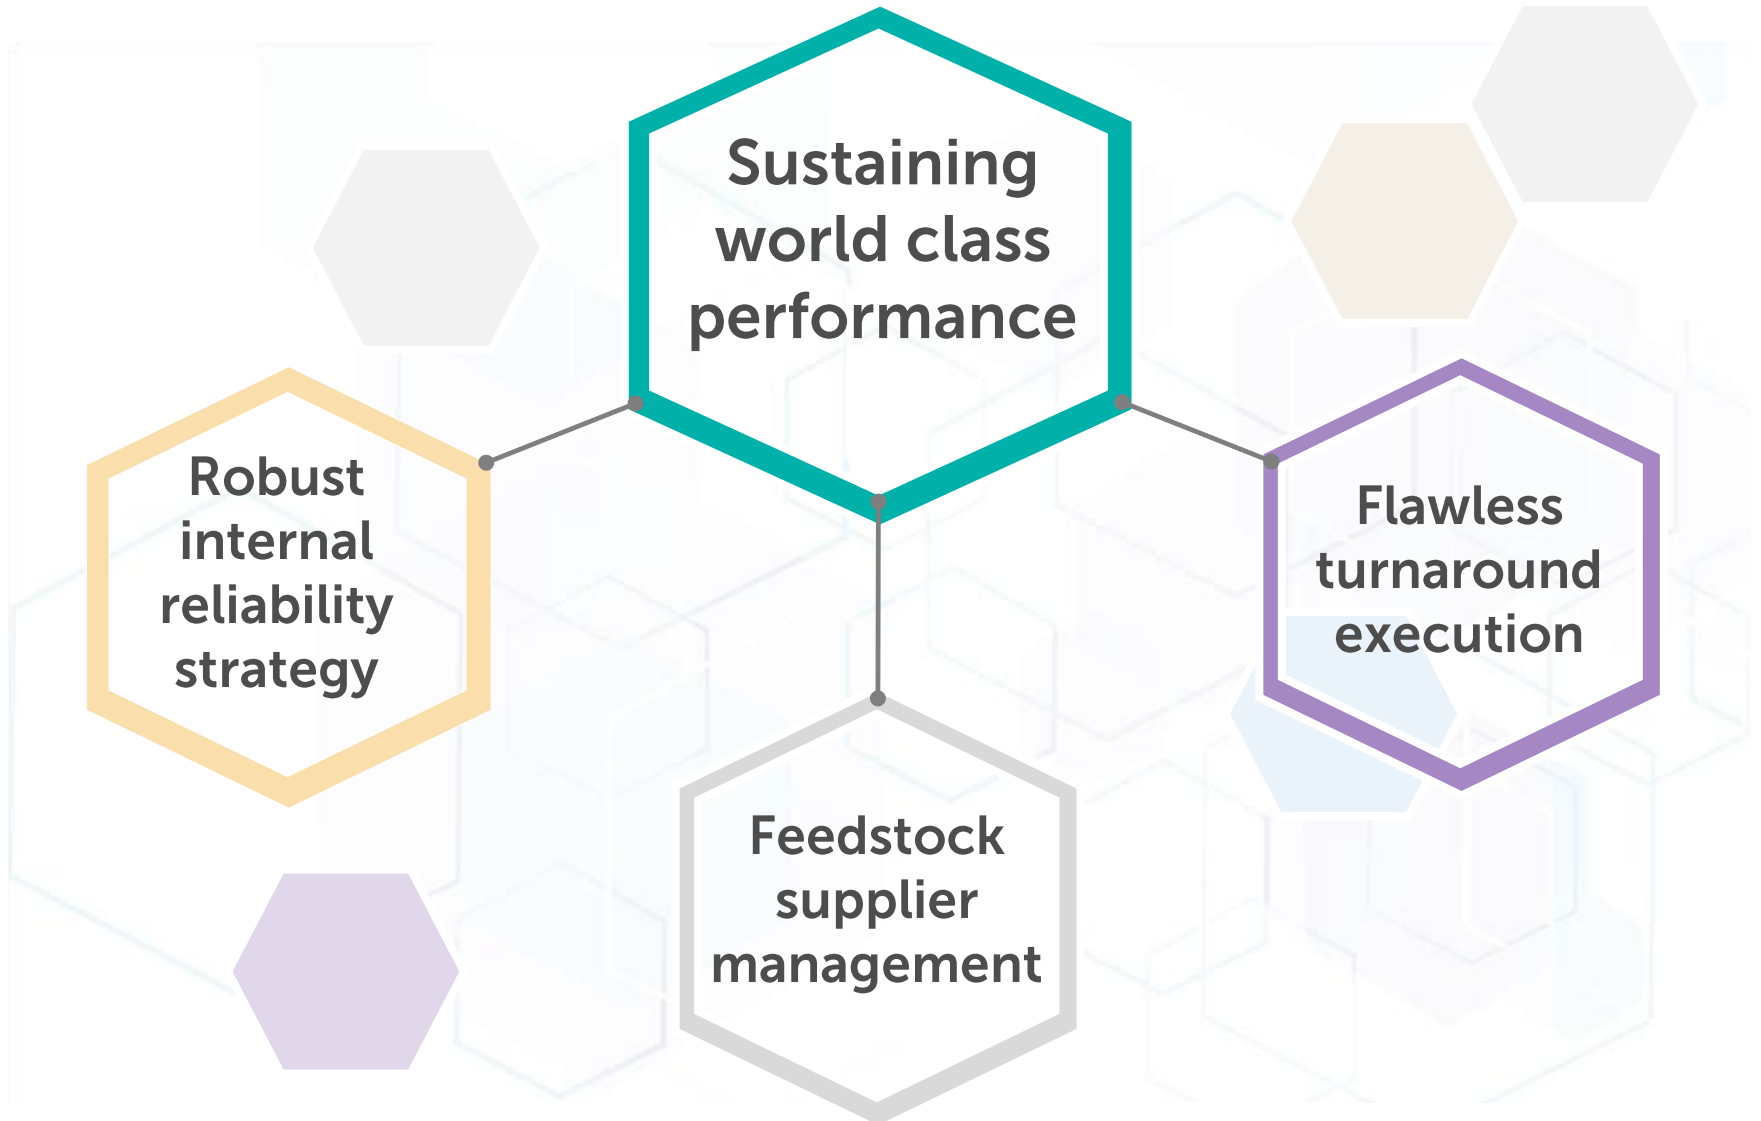 Sustaining
world class
performance
Robust
internal
reliability
strategy
Flawless
turnaround
execution
Feedstock
supplier
management